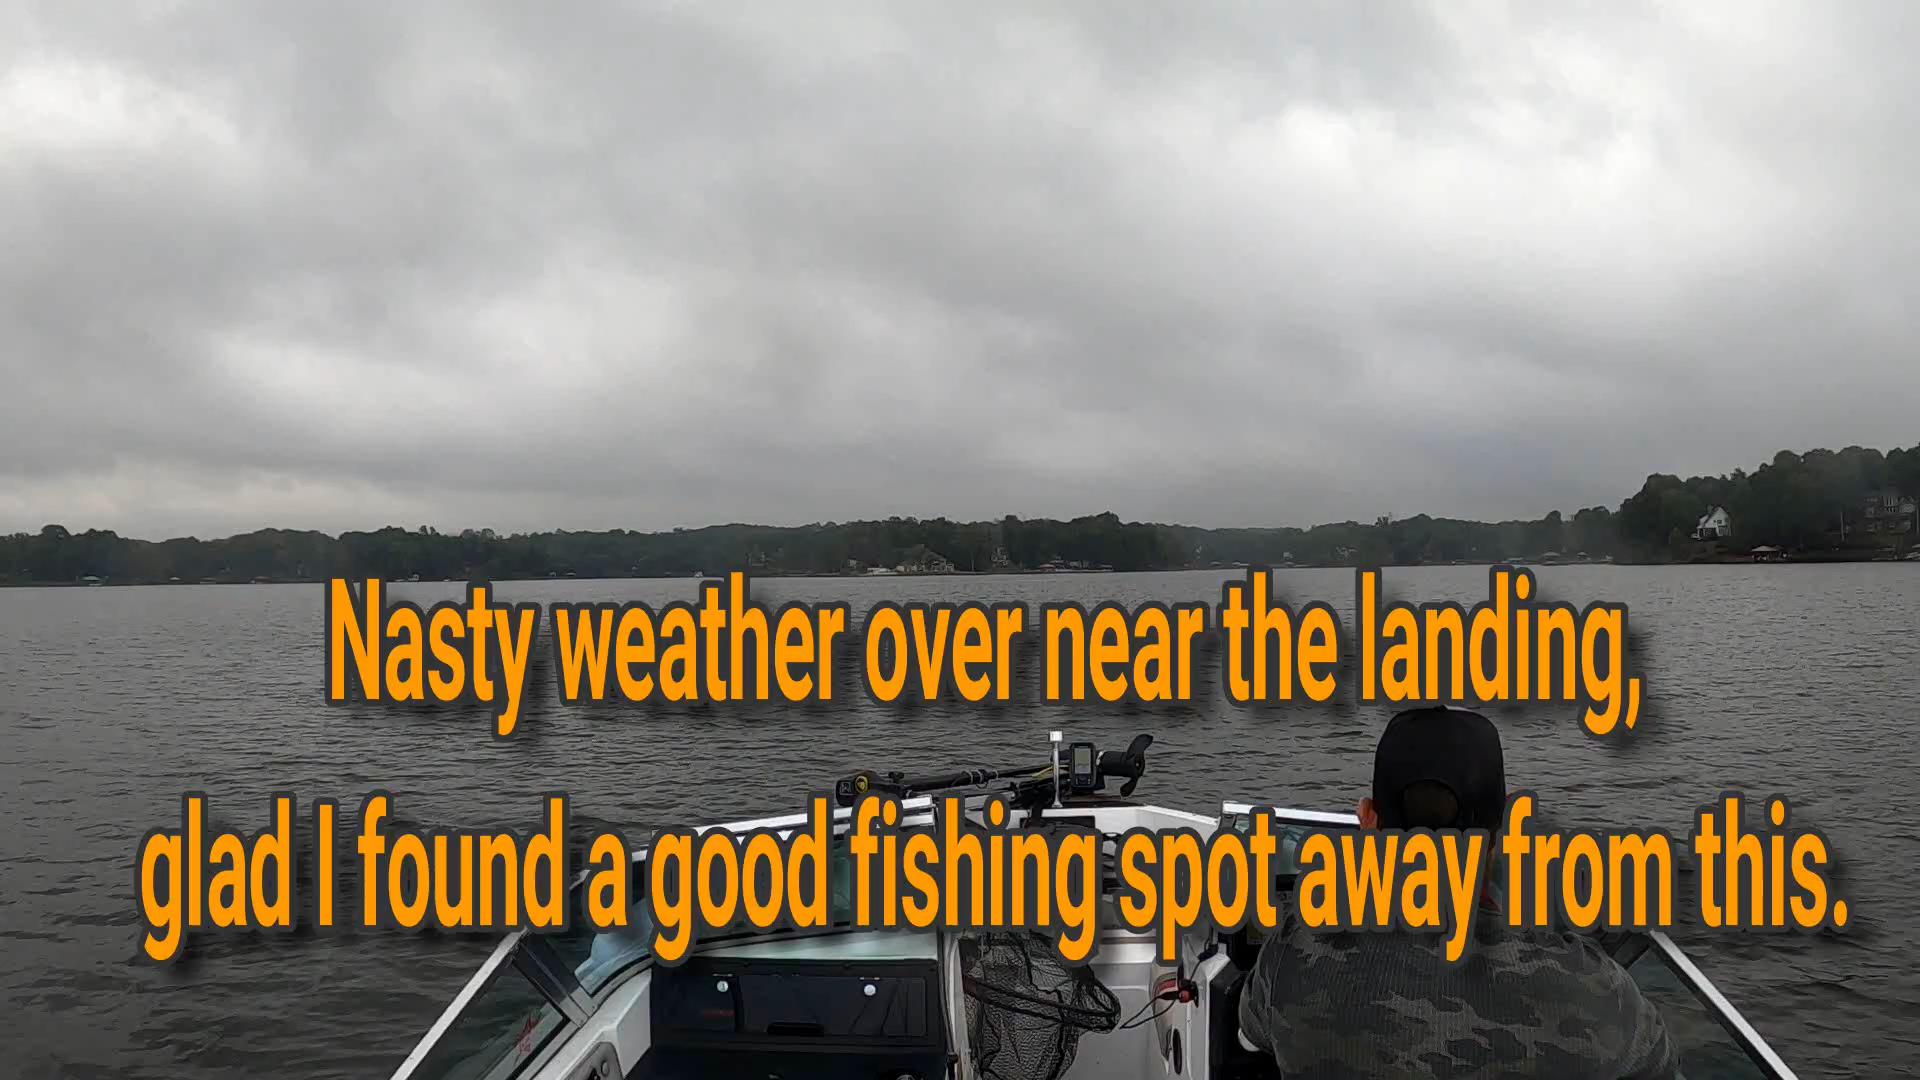 Nasty weather over near the landing,
glad I found a good fishing spot away from this.